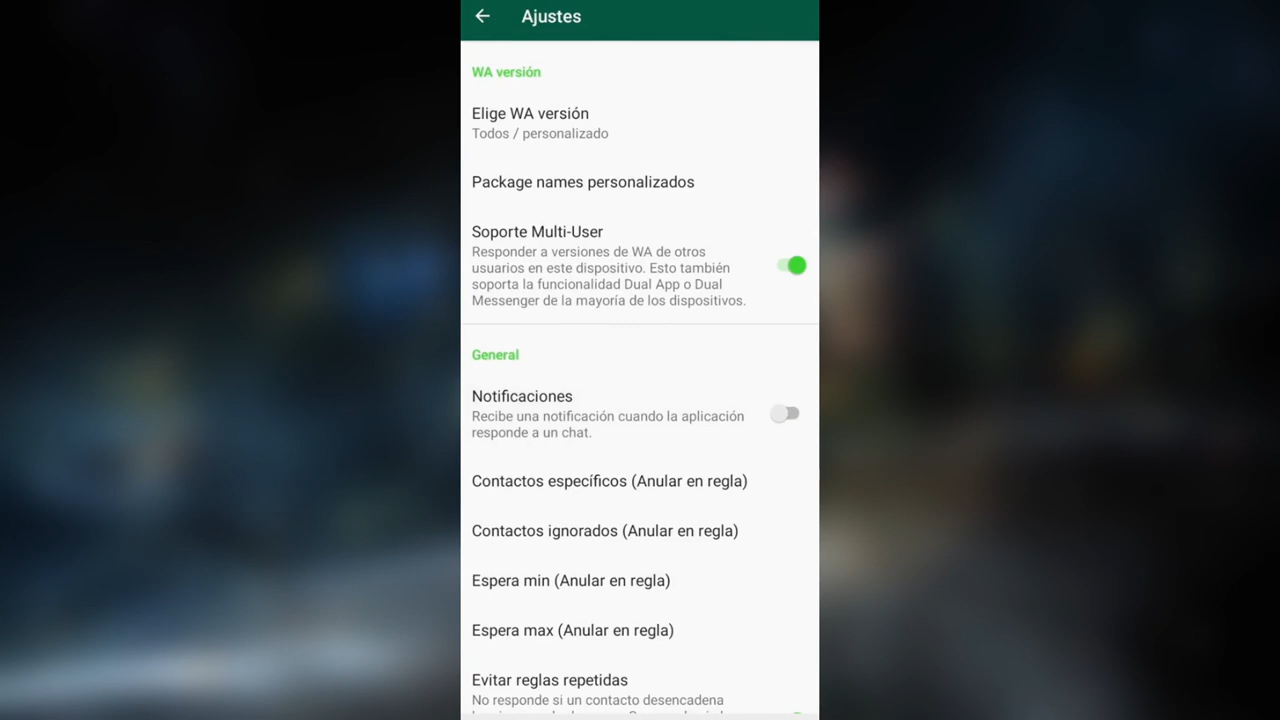 Ajustes
WA versión
Elige WA versión
Todos / personalizado
Package names personalizados
Soporte Multi-User
Responder a versiones de WA de otros
usuarios en este dispositivo. Esto también
soporta la funcionalidad Dual App o Dual
Messenger de la mayoría de los dispositivos.
General
Notificaciones
Recibe una notificación cuando la aplicación
responde a un chat.
Contactos específicos (Anular en regla)
Contactos ignorados (Anular en regla)
Espera min (Anular en regla)
Espera max (Anular en regla)
Evitar reglas repetidas
No responde si un contacto desencadena